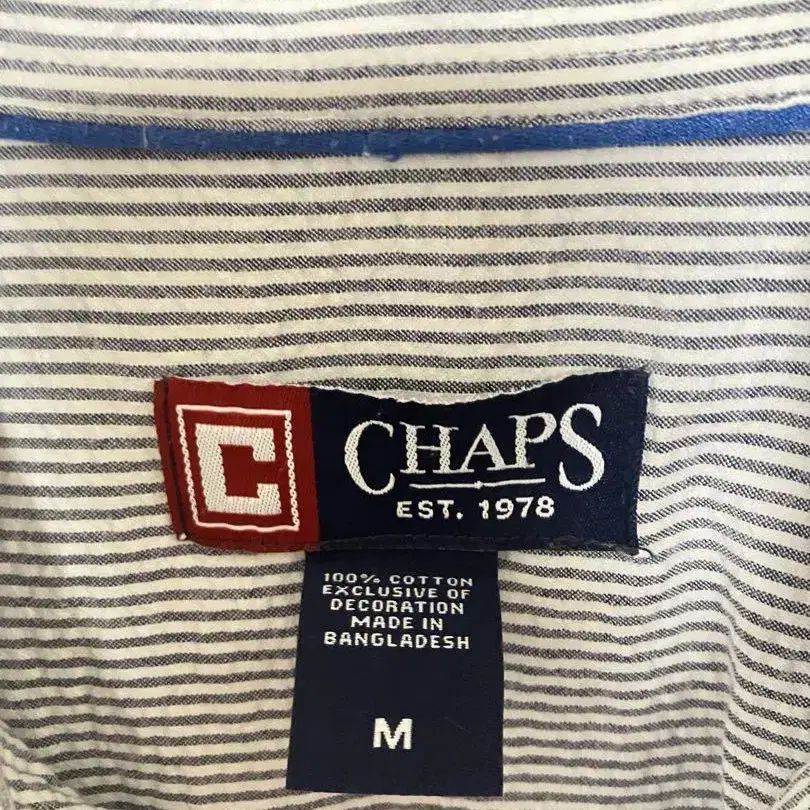 C
CHAPS
EST. 1978
100% COTTON
EXCLUSIVE OF
DECORATION
MADE IN
BANGLADESH
M